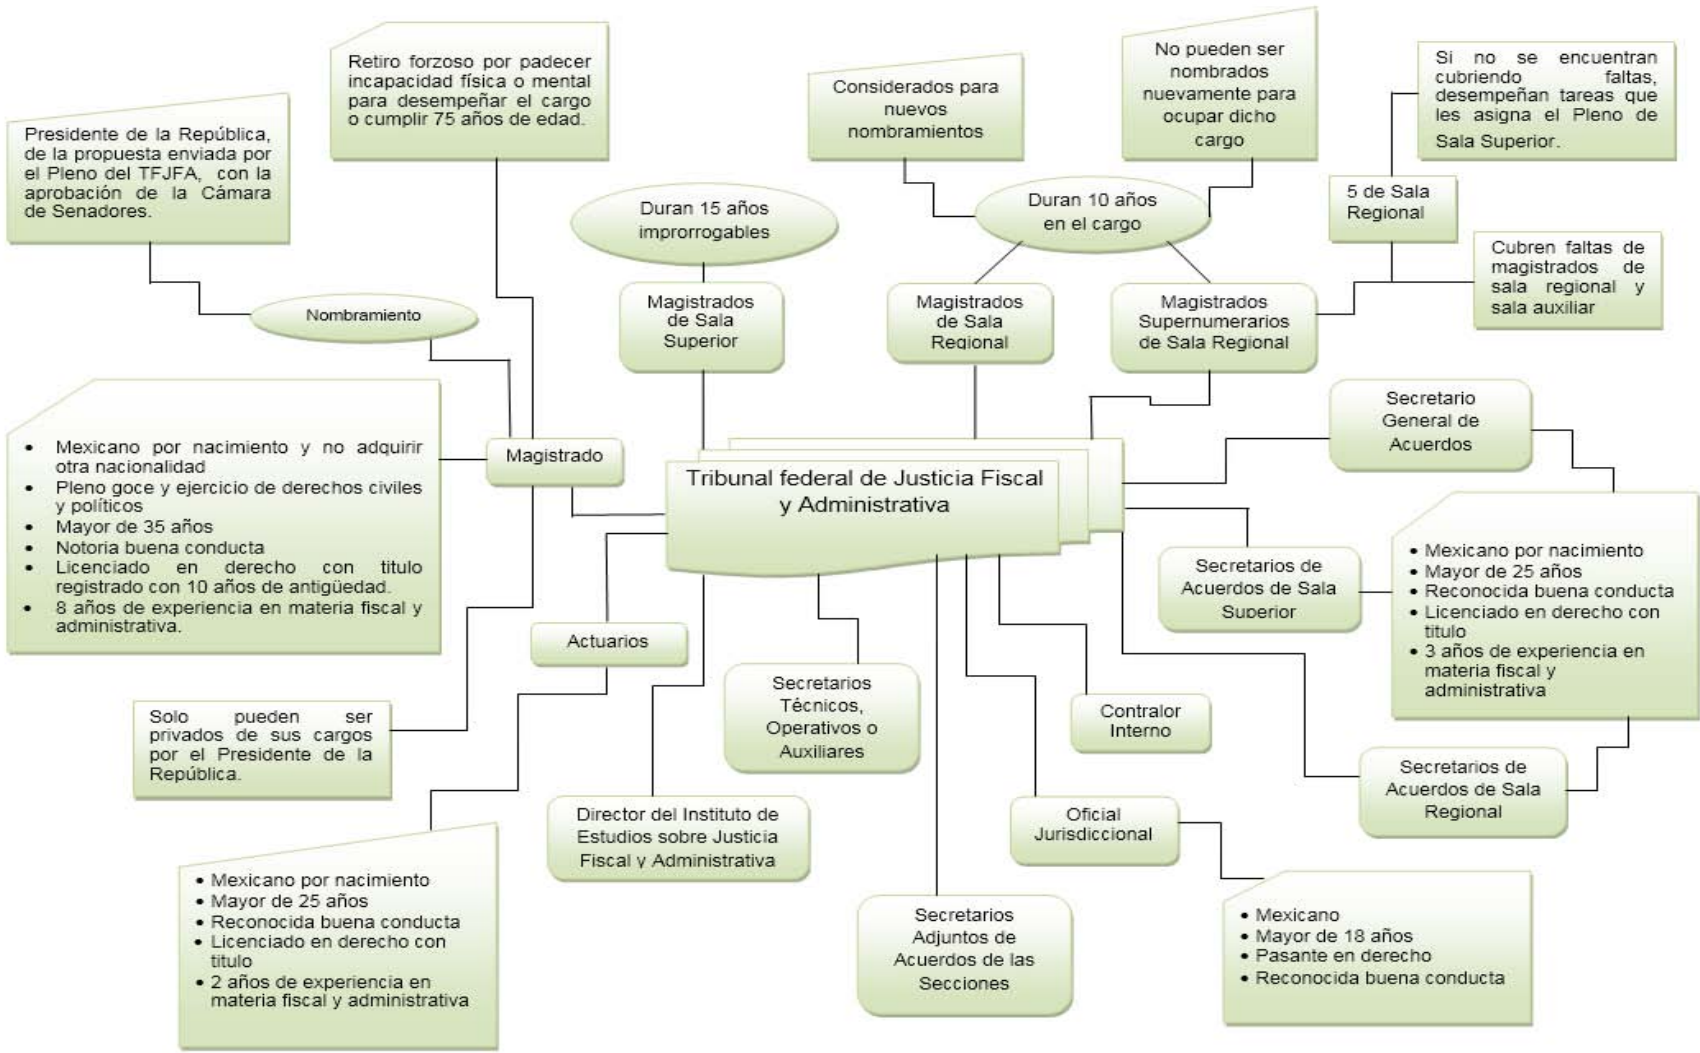 Presidente de la República,
de la propuesta enviada por
el Pleno del TFJFA, con la
aprobación de la Cámara
de Senadores.
Retiro forzoso por padecer
incapacidad física o mental
para desempeñar el cargo
o cumplir 75 años de edad.
Considerados para
nuevos
nombramientos
No pueden ser
nombrados
nuevamente para
ocupar dicho
cargo
Si no se encuentran
cubriendo faltas,
desempeñan tareas que
les asigna el Pleno de
Sala Superior.
Duran 15 años
improrrogables
Duran 10 años
en el cargo
5 de Sala
Regional
Cubren faltas de
magistrados de
sala regional y
sala auxiliar
Nombramiento
Magistrados
de Sala
Superior
Magistrados
de Sala
Regional
Magistrados
Supernumerarios
de Sala Regional
• Mexicano por nacimiento y no adquirir
otra nacionalidad
• Pleno goce y ejercicio de derechos civiles
y políticos
• Mayor de 35 años
• Notoria buena conducta
• Licenciado en derecho con titulo
registrado con 10 años de antigüedad.
• 8 años de experiencia en materia fiscal y
administrativa.
Magistrado
Tribunal federal de Justicia Fiscal
y Administrativa
Secretario
General de
Acuerdos
Secretarios de
Acuerdos de Sala
Superior
• Mexicano por nacimiento
• Mayor de 25 años
• Reconocida buena conducta
• Licenciado en derecho con
titulo
• 3 años de experiencia en
materia fiscal y
administrativa
Actuarios
Solo pueden ser
privados de sus cargos
por el Presidente de la
República.
Secretarios
Técnicos,
Operativos o
Auxiliares
Contralor
Interno
Secretarios de
Acuerdos de Sala
Regional
Director del Instituto de
Estudios sobre Justicia
Fiscal y Administrativa
Oficial
Jurisdiccional
• Mexicano por nacimiento
• Mayor de 25 años
• Reconocida buena conducta
• Licenciado en derecho con
titulo
• 2 años de experiencia en
materia fiscal y administrativa
Secretarios
Adjuntos de
Acuerdos de las
Secciones
• Mexicano
• Mayor de 18 años
• Pasante en derecho
• Reconocida buena conducta